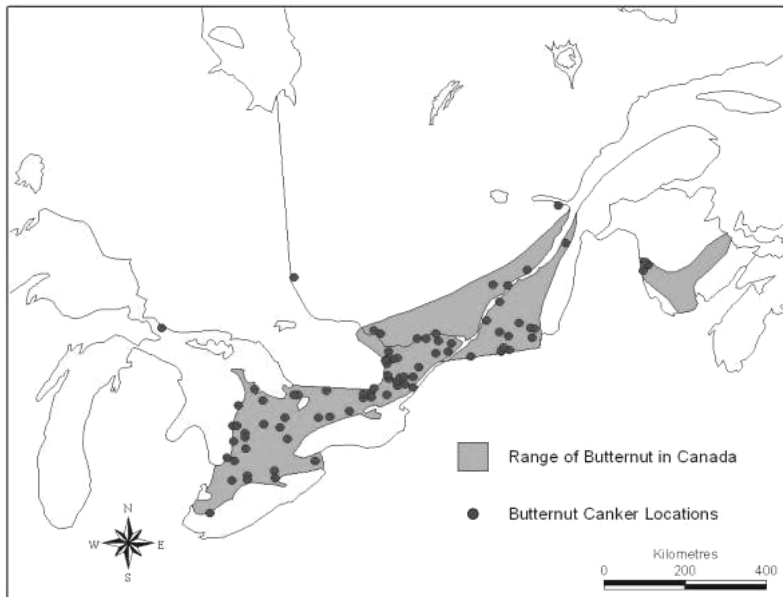 Range of Butternut in Canada
Butternut Canker Locations
N
W E
S
Kilometres
0 200 400